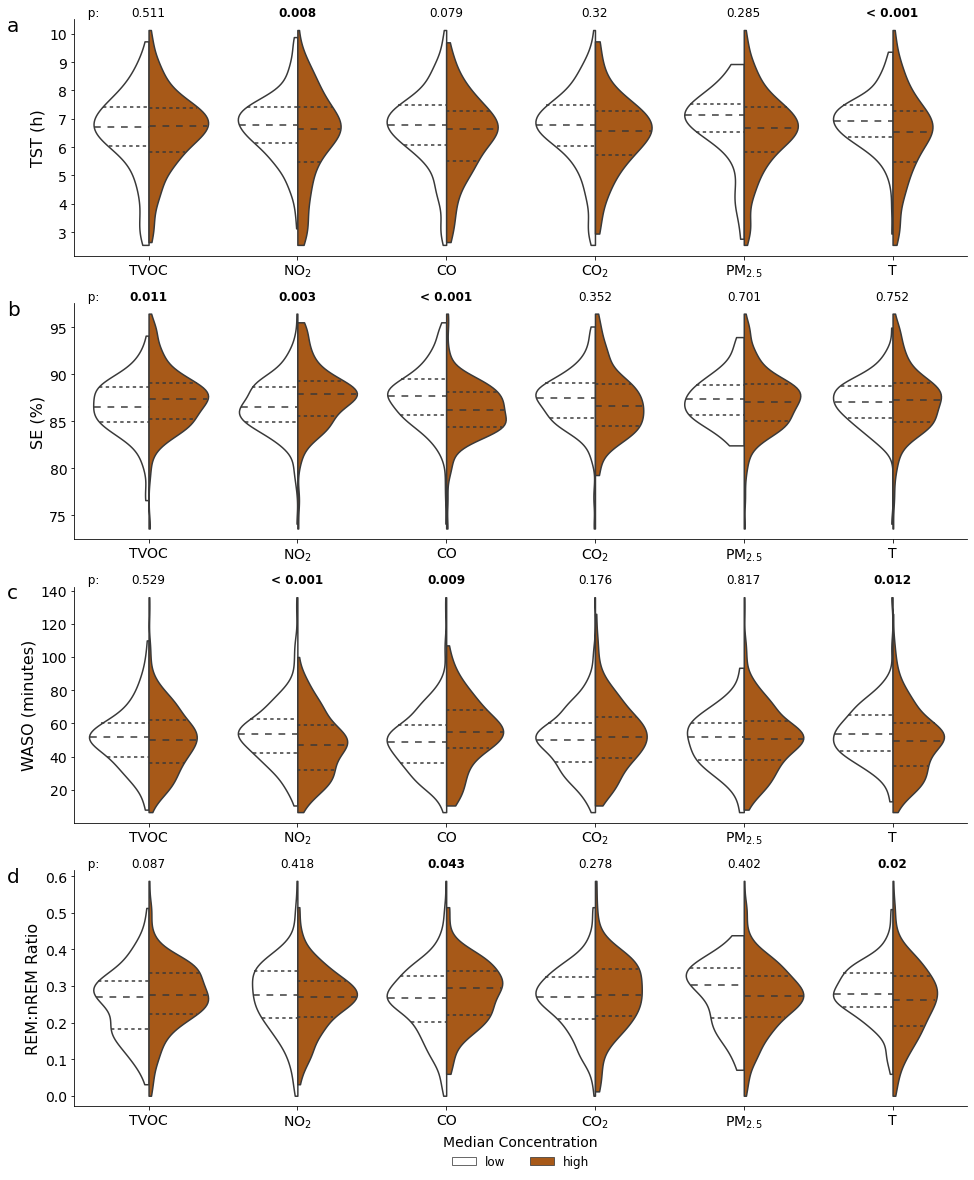 a
p: 0.511 0.008 0.079 0.32 0.285 < 0.001
TST (h)
10
9
8
7
6
5
4
3
TVOC NO₂ CO CO₂ PM₂.₅ T
b
p: 0.011 0.003 < 0.001 0.352 0.701 0.752
SE (%)
95
90
85
80
75
TVOC NO₂ CO CO₂ PM₂.₅ T
c
p: 0.529 < 0.001 0.009 0.176 0.817 0.012
WASO (minutes)
140
120
100
80
60
40
20
TVOC NO₂ CO CO₂ PM₂.₅ T
d
p: 0.087 0.418 0.043 0.278 0.402 0.02
REM:nREM Ratio
0.6
0.5
0.4
0.3
0.2
0.1
0.0
TVOC NO₂ CO CO₂ PM₂.₅ T
Median Concentration
low high